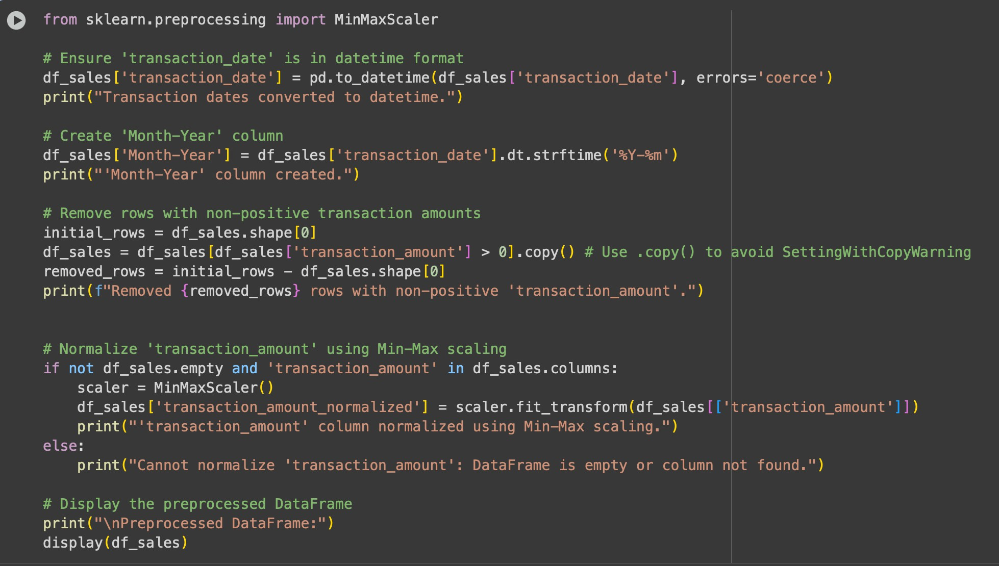 from sklearn.preprocessing import MinMaxScaler
# Ensure 'transaction_date' is in datetime format
df_sales['transaction_date'] = pd.to_datetime(df_sales['transaction_date'], errors='coerce')
print("Transaction dates converted to datetime.")
# Create 'Month-Year' column
df_sales['Month-Year'] = df_sales['transaction_date'].dt.strftime('%Y-%m')
print("'Month-Year' column created.")
# Remove rows with non-positive transaction amounts
initial_rows = df_sales.shape[0]
df_sales = df_sales[df_sales['transaction_amount'] > 0].copy() # Use .copy() to avoid SettingWithCopyWarning
removed_rows = initial_rows - df_sales.shape[0]
print(f"Removed {removed_rows} rows with non-positive 'transaction_amount'.")
# Normalize 'transaction_amount' using Min-Max scaling
if not df_sales.empty and 'transaction_amount' in df_sales.columns:
    scaler = MinMaxScaler()
    df_sales['transaction_amount_normalized'] = scaler.fit_transform(df_sales[['transaction_amount']])
    print("'transaction_amount' column normalized using Min-Max scaling.")
else:
    print("Cannot normalize 'transaction_amount': DataFrame is empty or column not found.")
# Display the preprocessed DataFrame
print("\nPreprocessed DataFrame:")
display(df_sales)